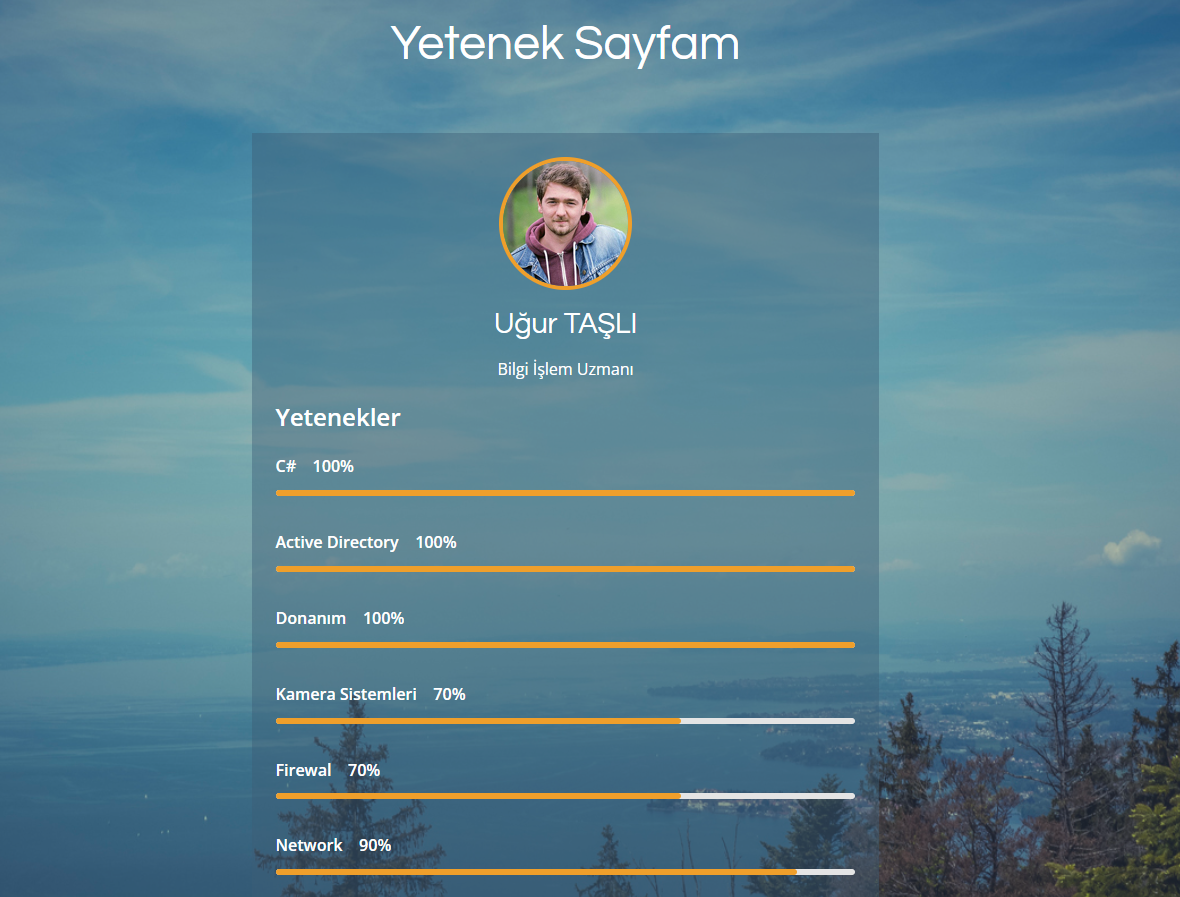 Yetenek Sayfam
Uğur TAŞLI
Bilgi İşlem Uzmanı
Yetenekler
C# 100%
Active Directory 100%
Donanım 100%
Kamera Sistemleri 70%
Firewal 70%
Network 90%